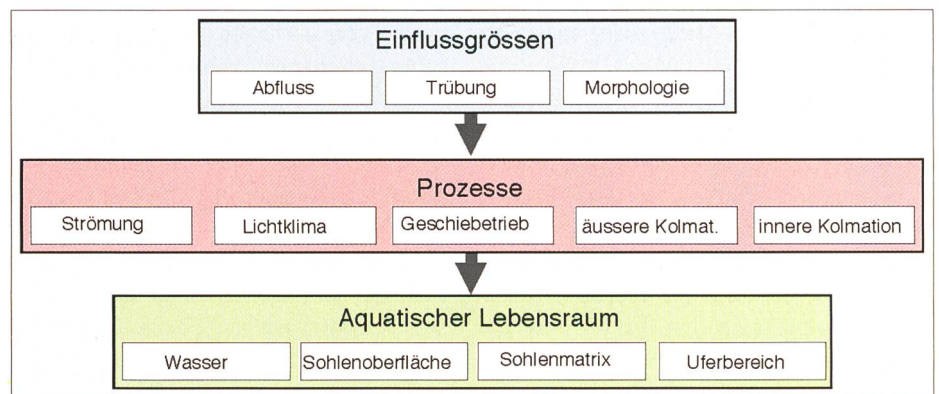 Einflussgrössen
Abfluss Trübung Morphologie
Prozesse
Strömung Lichtklima Geschiebetrieb äussere Kolmat. innere Kolmation
Aquatischer Lebensraum
Wasser Sohlenoberfläche Sohlenmatrix Uferbereich